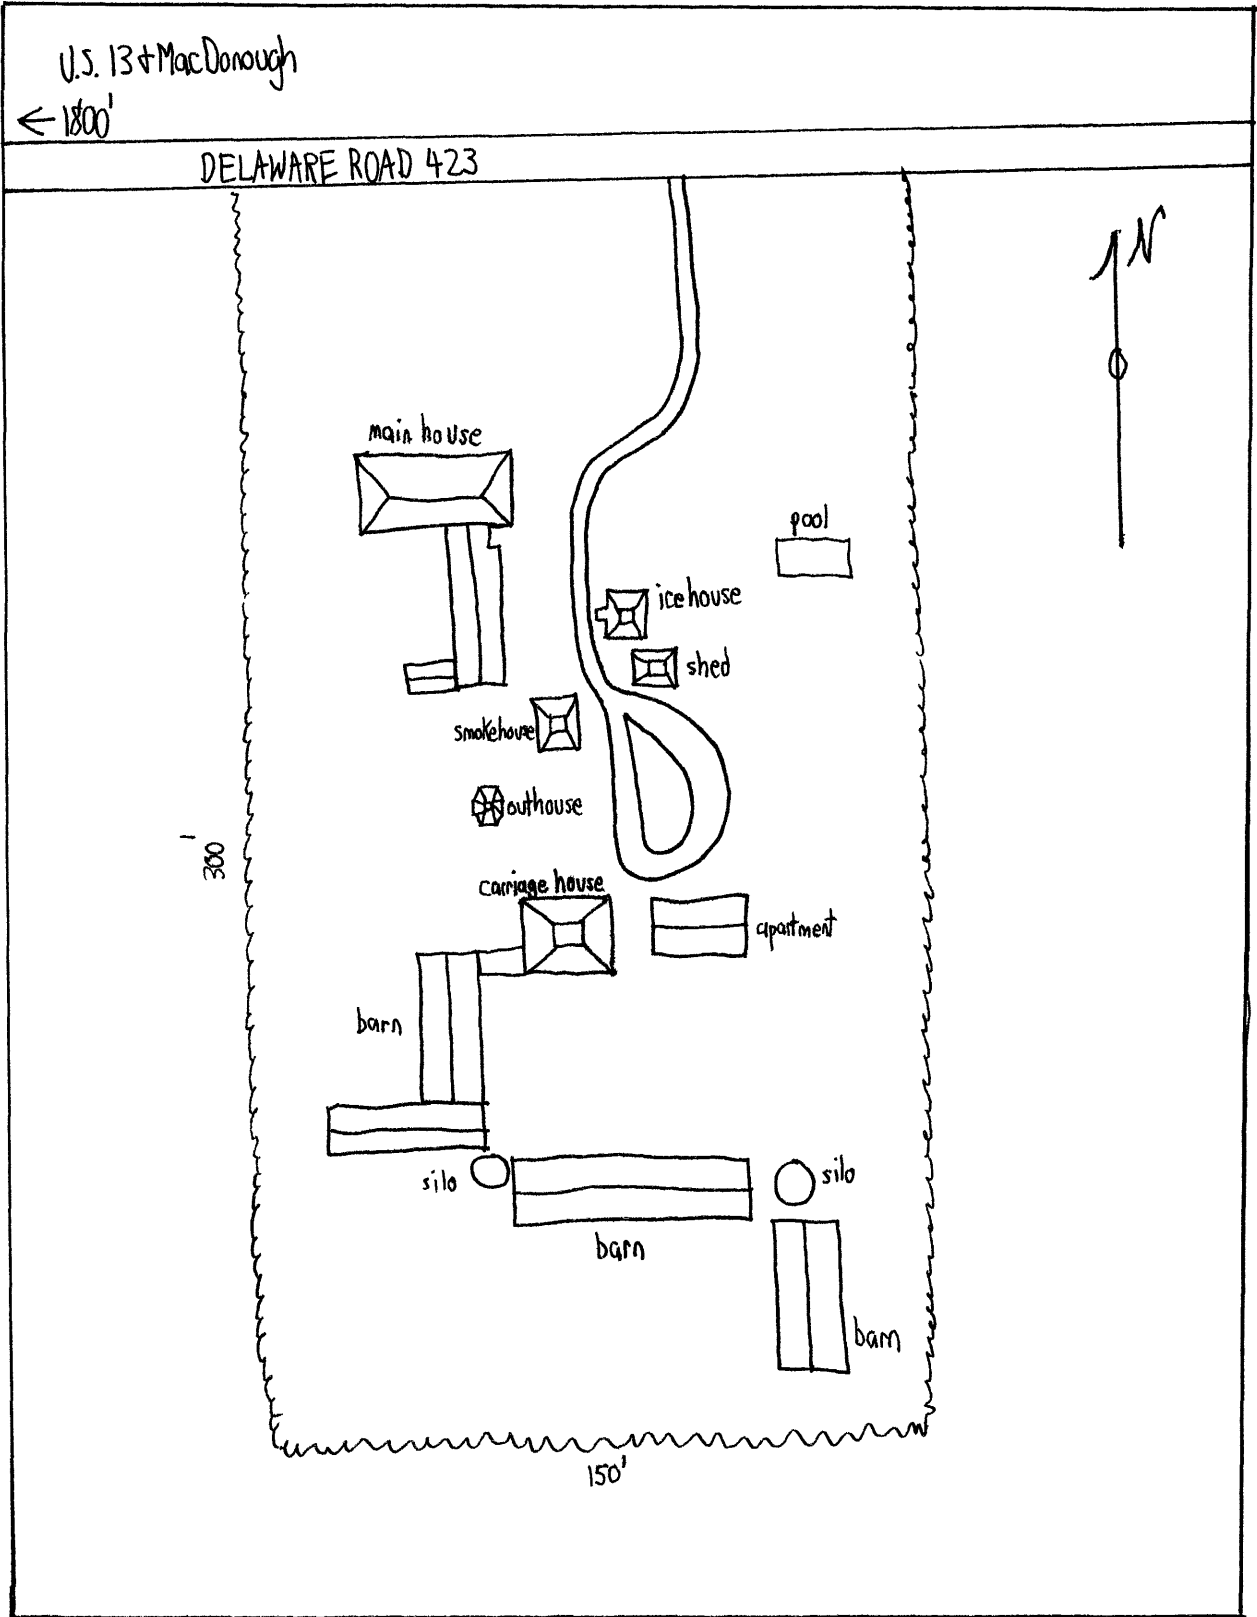 U.S. 13 & MacDonough
← 1800'
DELAWARE ROAD 423
N
main house
pool
ice house
shed
smokehouse
outhouse
300'
carriage house
apartment
barn
silo
silo
barn
barn
150'